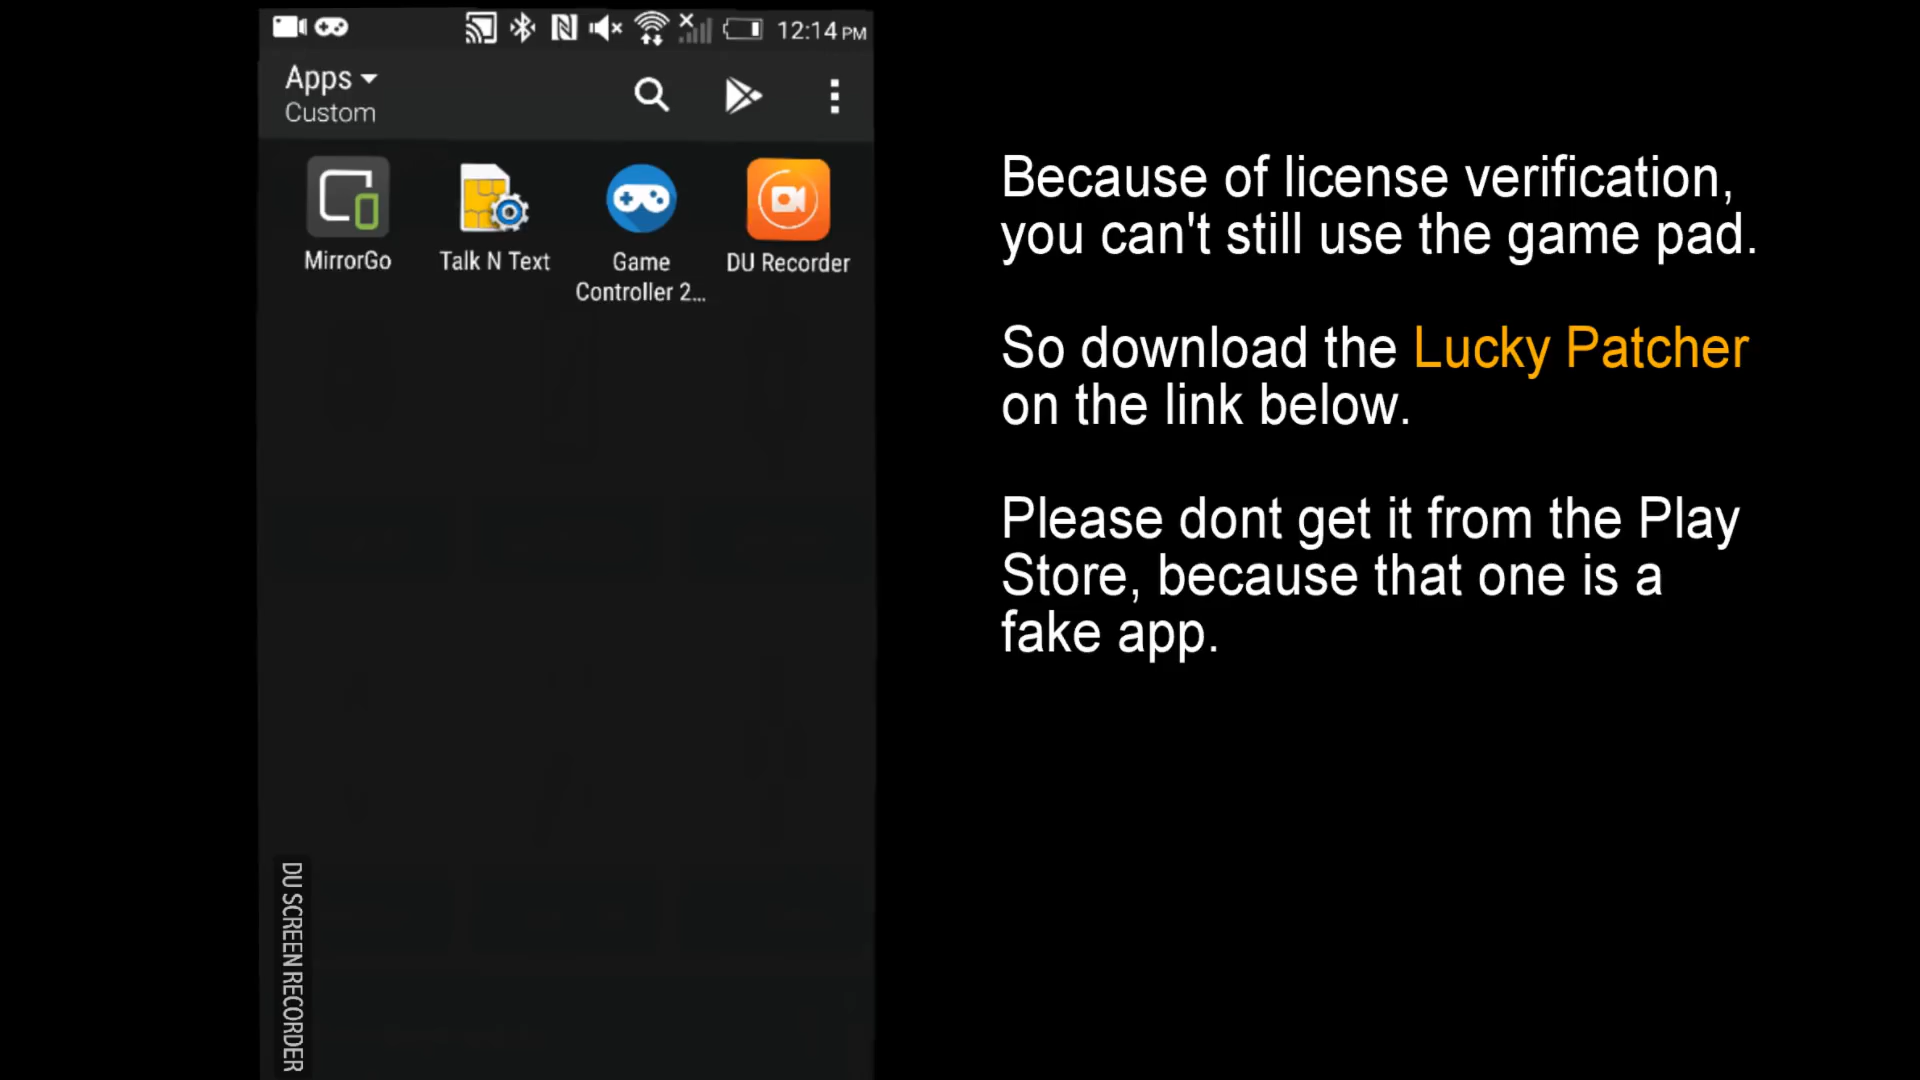 12:14 PM
Apps
Custom
MirrorGo
Talk N Text
Game
Controller 2...
DU Recorder
DU SCREEN RECORDER
Because of license verification,
you can't still use the game pad.
So download the Lucky Patcher
on the link below.
Please dont get it from the Play
Store, because that one is a
fake app.